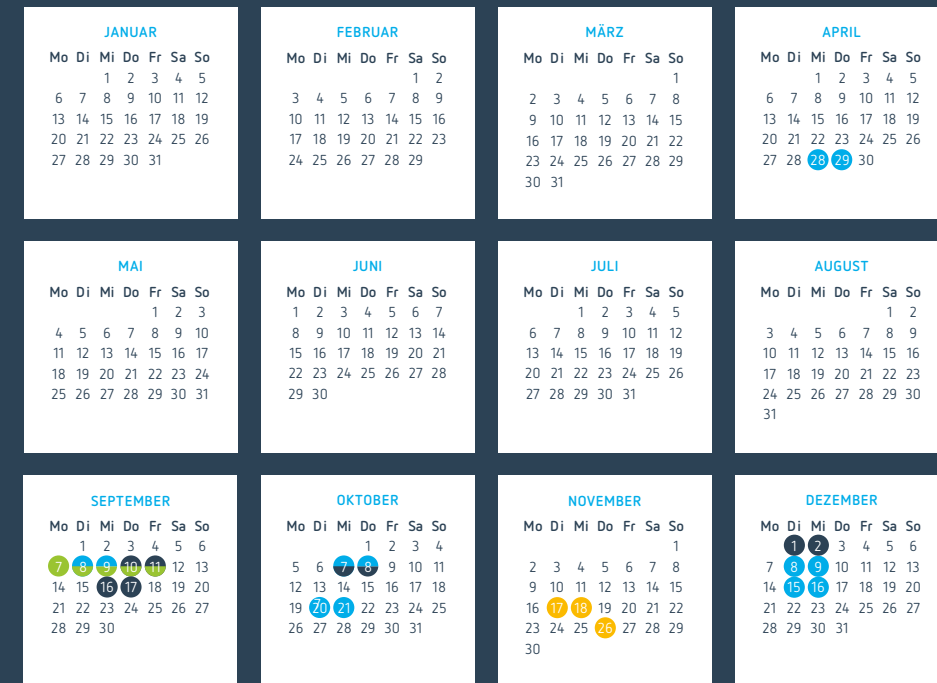 JANUAR
Mo Di Mi Do Fr Sa So
1 2 3 4 5
6 7 8 9 10 11 12
13 14 15 16 17 18 19
20 21 22 23 24 25 26
27 28 29 30 31
FEBRUAR
Mo Di Mi Do Fr Sa So
1 2
3 4 5 6 7 8 9
10 11 12 13 14 15 16
17 18 19 20 21 22 23
24 25 26 27 28 29
MÄRZ
Mo Di Mi Do Fr Sa So
1
2 3 4 5 6 7 8
9 10 11 12 13 14 15
16 17 18 19 20 21 22
23 24 25 26 27 28 29
30 31
APRIL
Mo Di Mi Do Fr Sa So
1 2 3 4 5
6 7 8 9 10 11 12
13 14 15 16 17 18 19
20 21 22 23 24 25 26
27 28 28 29 30
MAI
Mo Di Mi Do Fr Sa So
1 2 3
4 5 6 7 8 9 10
11 12 13 14 15 16 17
18 19 20 21 22 23 24
25 26 27 28 29 30 31
JUNI
Mo Di Mi Do Fr Sa So
1 2 3 4 5 6 7
8 9 10 11 12 13 14
15 16 17 18 19 20 21
22 23 24 25 26 27 28
29 30
JULI
Mo Di Mi Do Fr Sa So
1 2 3 4 5
6 7 8 9 10 11 12
13 14 15 16 17 18 19
20 21 22 23 24 25 26
27 28 29 30 31
AUGUST
Mo Di Mi Do Fr Sa So
1 2
3 4 5 6 7 8 9
10 11 12 13 14 15 16
17 18 19 20 21 22 23
24 25 26 27 28 29 30
31
SEPTEMBER
Mo Di Mi Do Fr Sa So
1 2 3 4 5 6
7 8 9 10 11 12 13
14 15 16 17 18 19 20
21 22 23 24 25 26 27
28 29 30
OKTOBER
Mo Di Mi Do Fr Sa So
1 2 3 4
5 6 7 8 9 10 11
12 13 14 15 16 17 18
19 20 21 22 23 24 25
26 27 28 29 30 31
NOVEMBER
Mo Di Mi Do Fr Sa So
1
2 3 4 5 6 7 8
9 10 11 12 13 14 15
16 17 18 19 20 21 22
23 24 25 26 27 28 29
30
DEZEMBER
Mo Di Mi Do Fr Sa So
1 2 3 4 5 6
7 8 9 10 11 12 13
14 15 16 17 18 19 20
21 22 23 24 25 26 27
28 29 30 31